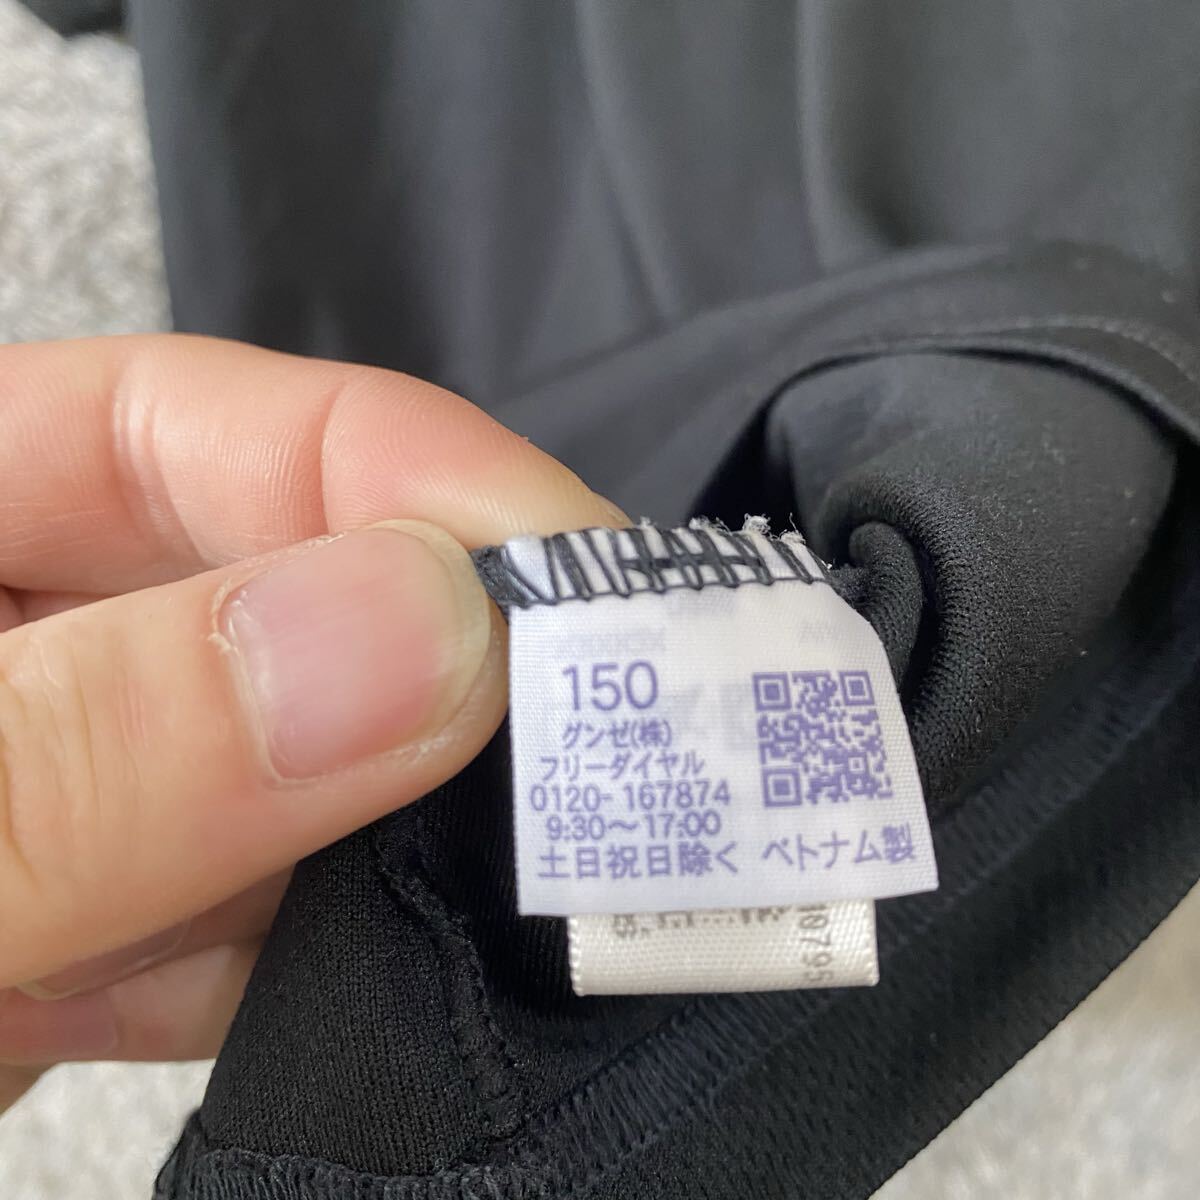 150
グンゼ(株)
フリーダイヤル
0120-167874
9:30〜17:00
土日祝日除く
ベトナム製